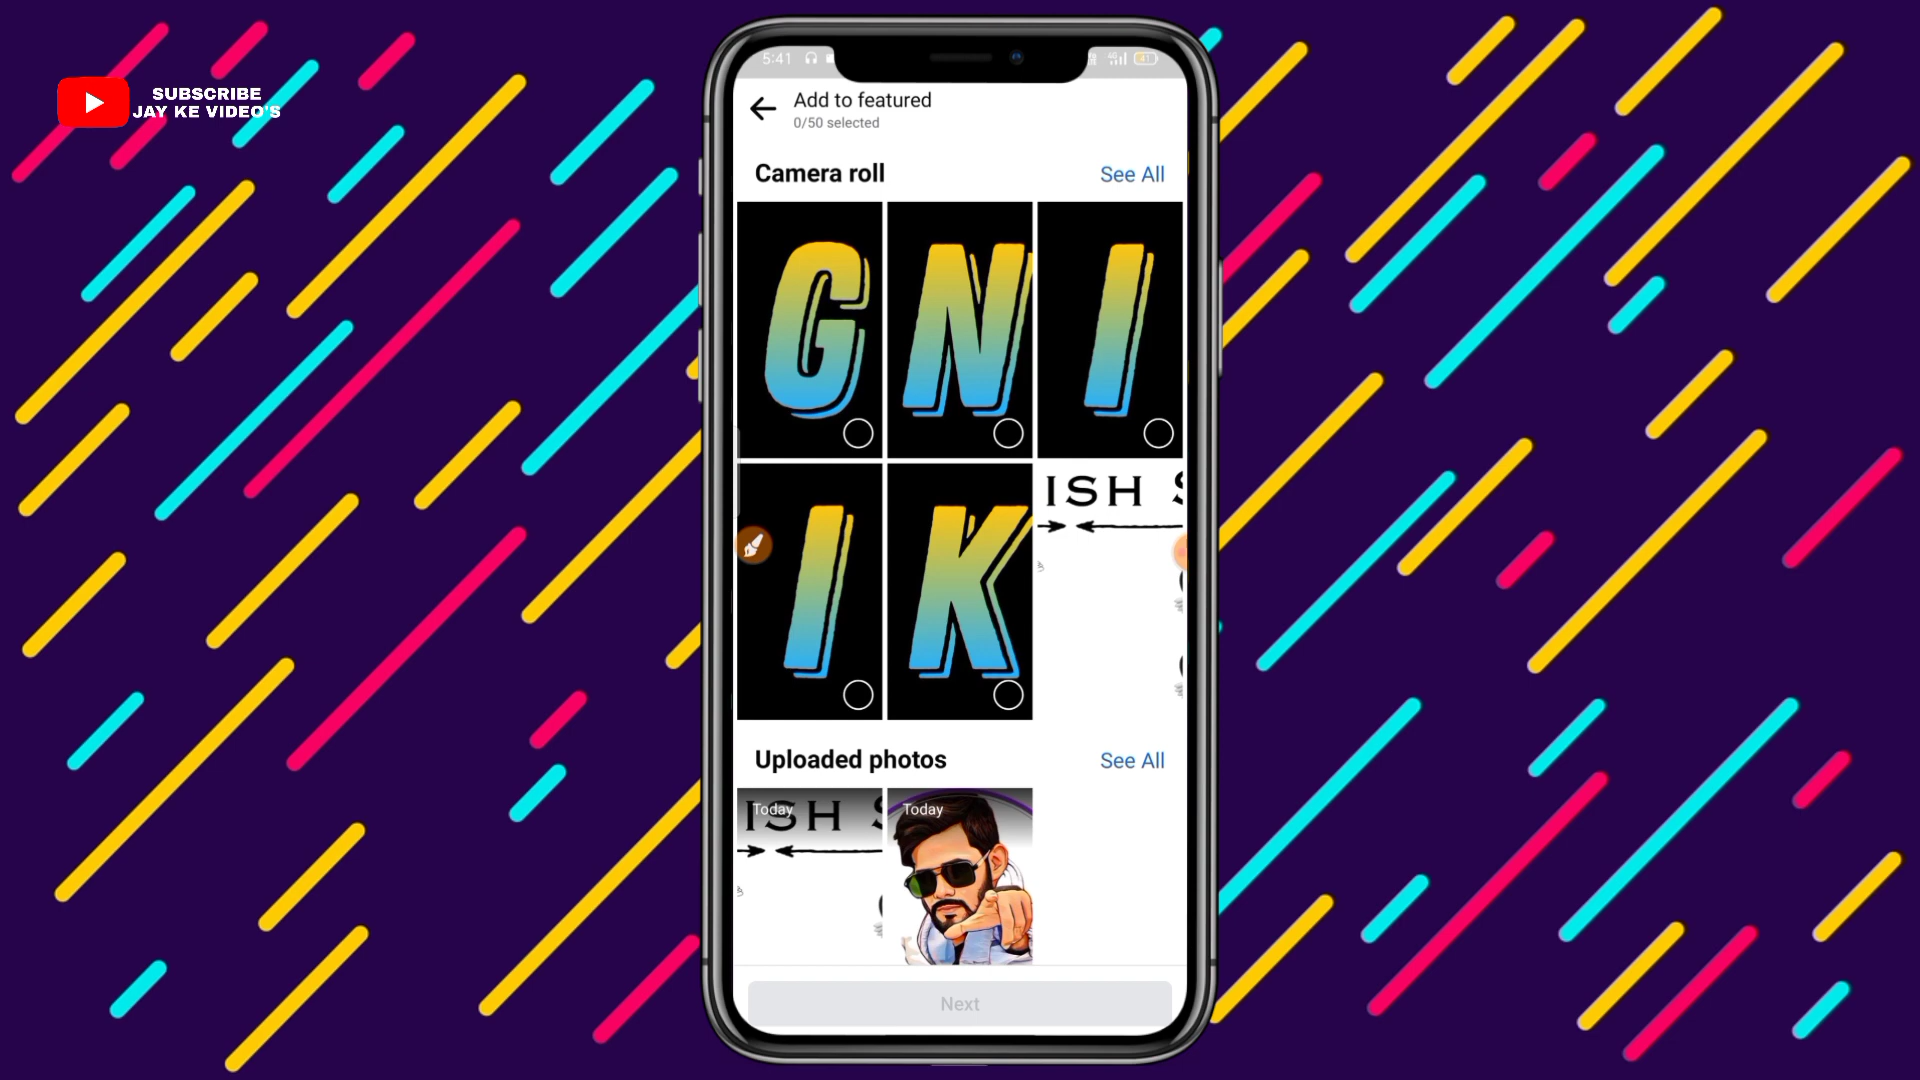 SUBSCRIBE
JAY KE VIDEO'S
5:41
41
Add to featured
0/50 selected
Camera roll
See All
G
N
I
I
K
ISH S
Uploaded photos
See All
Today
Today
ISH S
Next